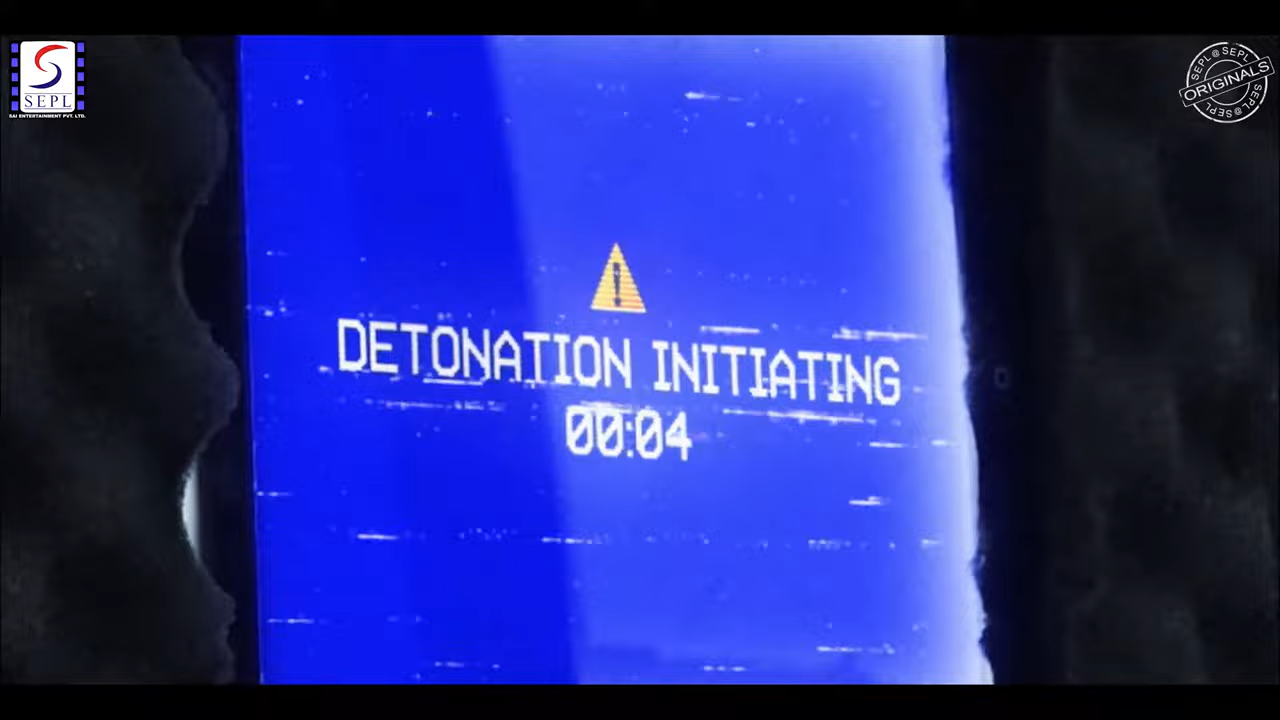 SEPL
SAI ENTERTAINMENT PVT. LTD.
SEPL@SEPL
ORIGINALS
SEPL@SEPL
DETONATION INITIATING
00:04